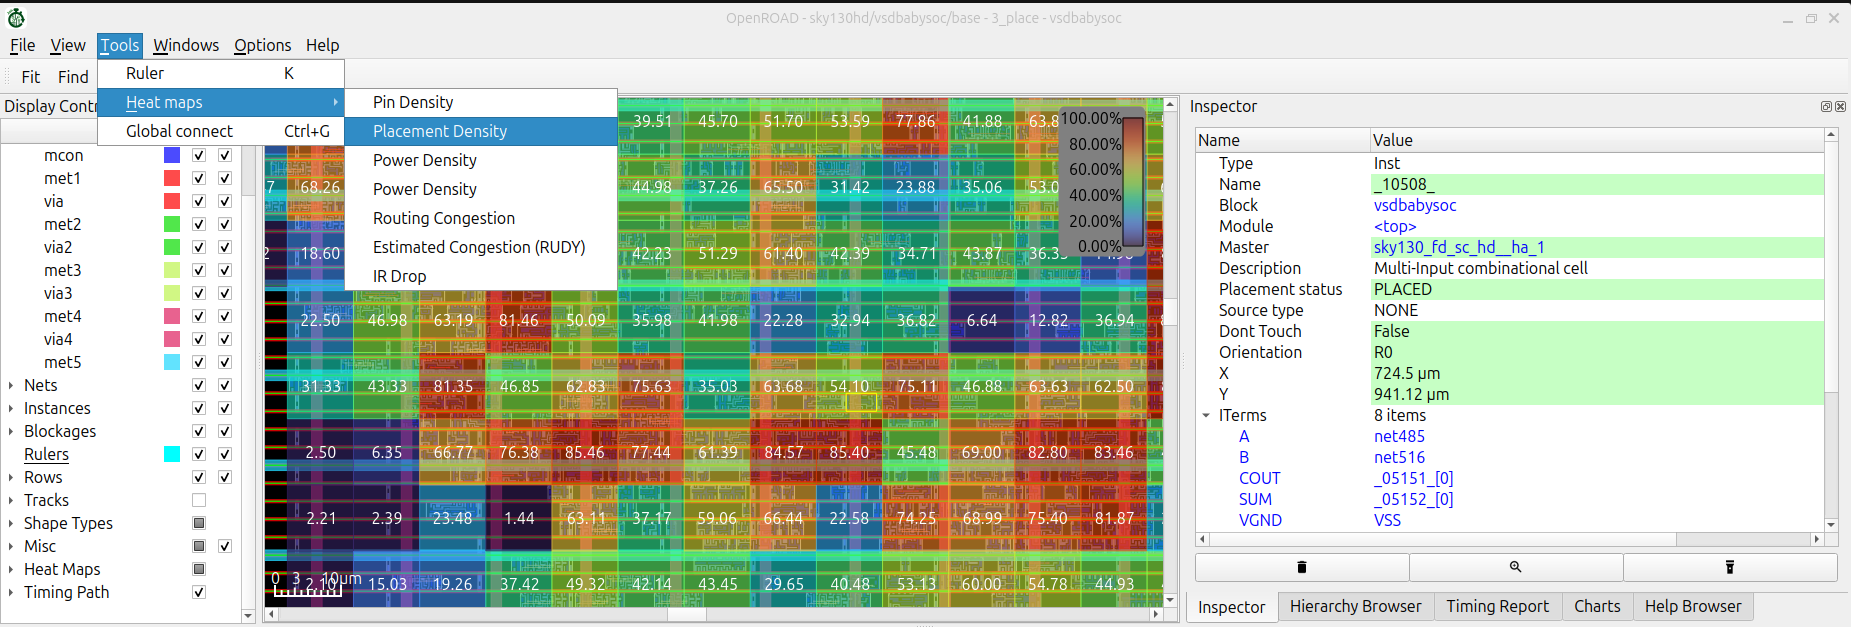 OpenROAD - sky130hd/vsdbabysoc/base - 3_place - vsdbabysoc
File View Tools Windows Options Help
Fit Find
Ruler K
Heat maps
Global connect Ctrl+G
Pin Density
Placement Density
Power Density
Power Density
Routing Congestion
Estimated Congestion (RUDY)
IR Drop
Display Contr
mcon
met1
via
met2
via2
met3
via3
met4
via4
met5
Nets
Instances
Blockages
Rulers
Rows
Tracks
Shape Types
Misc
Heat Maps
Timing Path
39.51 45.70 51.70 53.59 77.86 41.88 63.8
7 68.26 44.98 37.26 65.50 31.42 23.88 35.06 53.0
2 18.60 42.23 51.29 61.40 42.39 34.71 43.87 36.35 14.98
22.50 46.98 63.19 81.46 50.09 35.98 41.98 22.28 32.94 36.82 6.64 12.82 36.94
31.33 43.33 81.35 46.85 62.83 75.63 35.03 63.68 54.10 75.11 46.88 63.63 62.50
2.50 6.35 66.77 76.38 85.46 77.44 61.39 84.57 85.40 45.48 69.00 82.80 83.46
2.21 2.39 23.48 1.44 63.11 37.17 59.06 66.44 22.58 74.25 68.99 75.40 81.87
2.10 15.03 19.26 37.42 49.32 42.14 43.45 29.65 40.48 53.13 60.00 54.78 44.93
0 3 10μm
100.00%
80.00%
60.00%
40.00%
20.00%
0.00%
Inspector
Name Value
Type Inst
Name _10508_
Block vsdbabysoc
Module <top>
Master sky130_fd_sc_hd__ha_1
Description Multi-Input combinational cell
Placement status PLACED
Source type NONE
Dont Touch False
Orientation R0
X 724.5 μm
Y 941.12 μm
ITerms 8 items
A net485
B net516
COUT _05151_[0]
SUM _05152_[0]
VGND VSS
Inspector Hierarchy Browser Timing Report Charts Help Browser